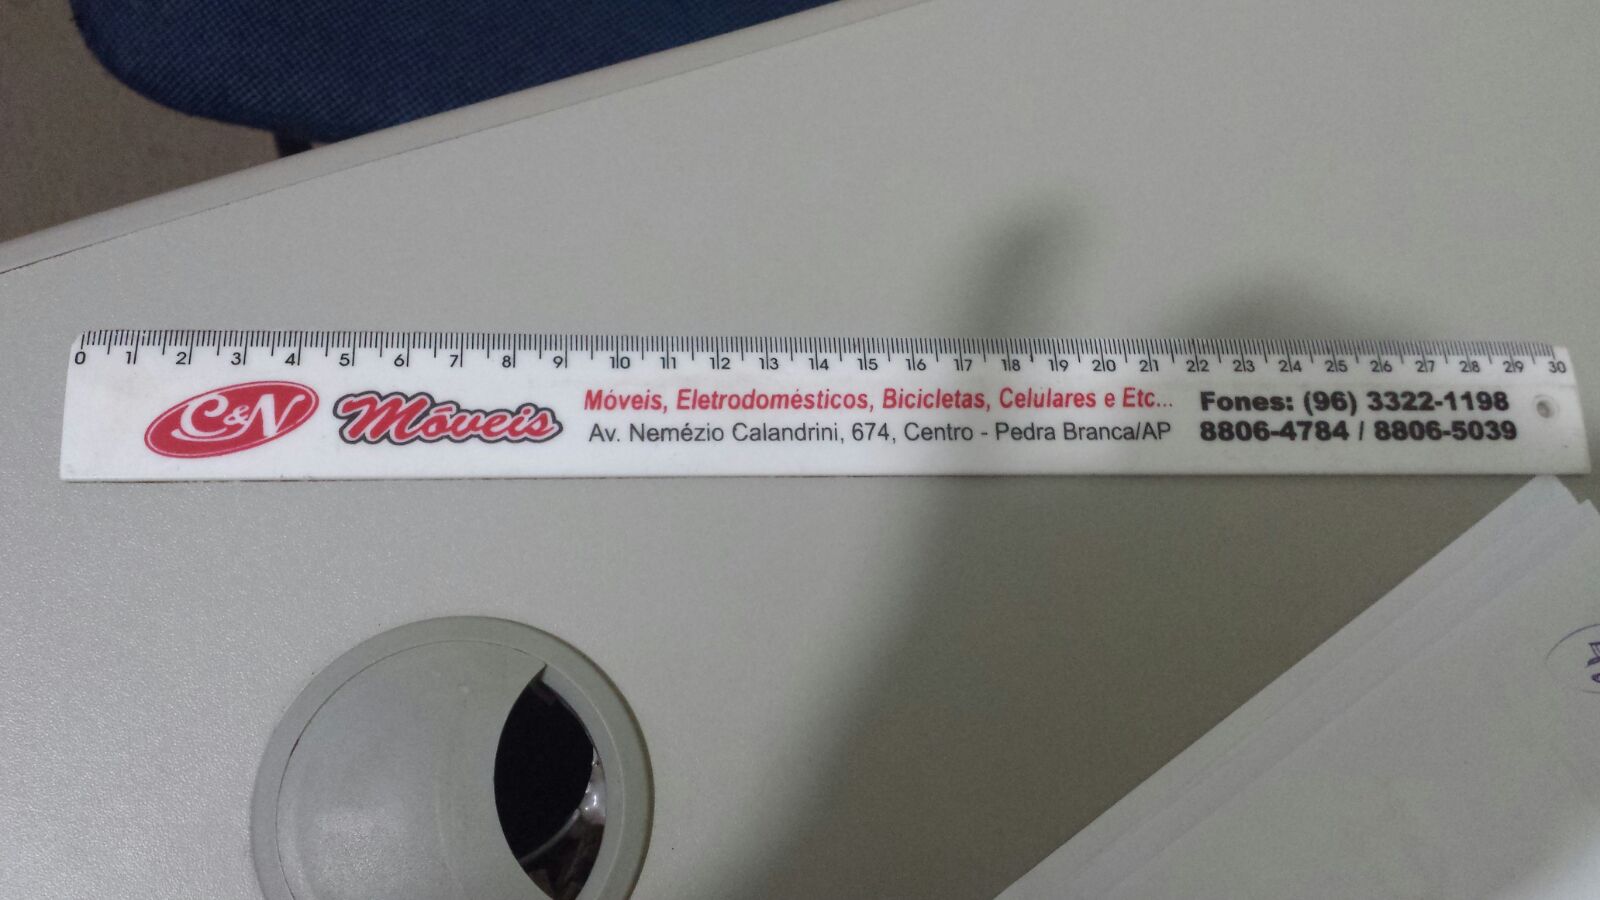 0 1 2 3 4 5 6 7 8 9 10 11 12 13 14 15 16 17 18 19 20 21 22 23 24 25 26 27 28 29 30
C&N Móveis
Móveis, Eletrodomésticos, Bicicletas, Celulares e Etc...
Av. Nemézio Calandrini, 674, Centro - Pedra Branca/AP
Fones: (96) 3322-1198
8806-4784 / 8806-5039